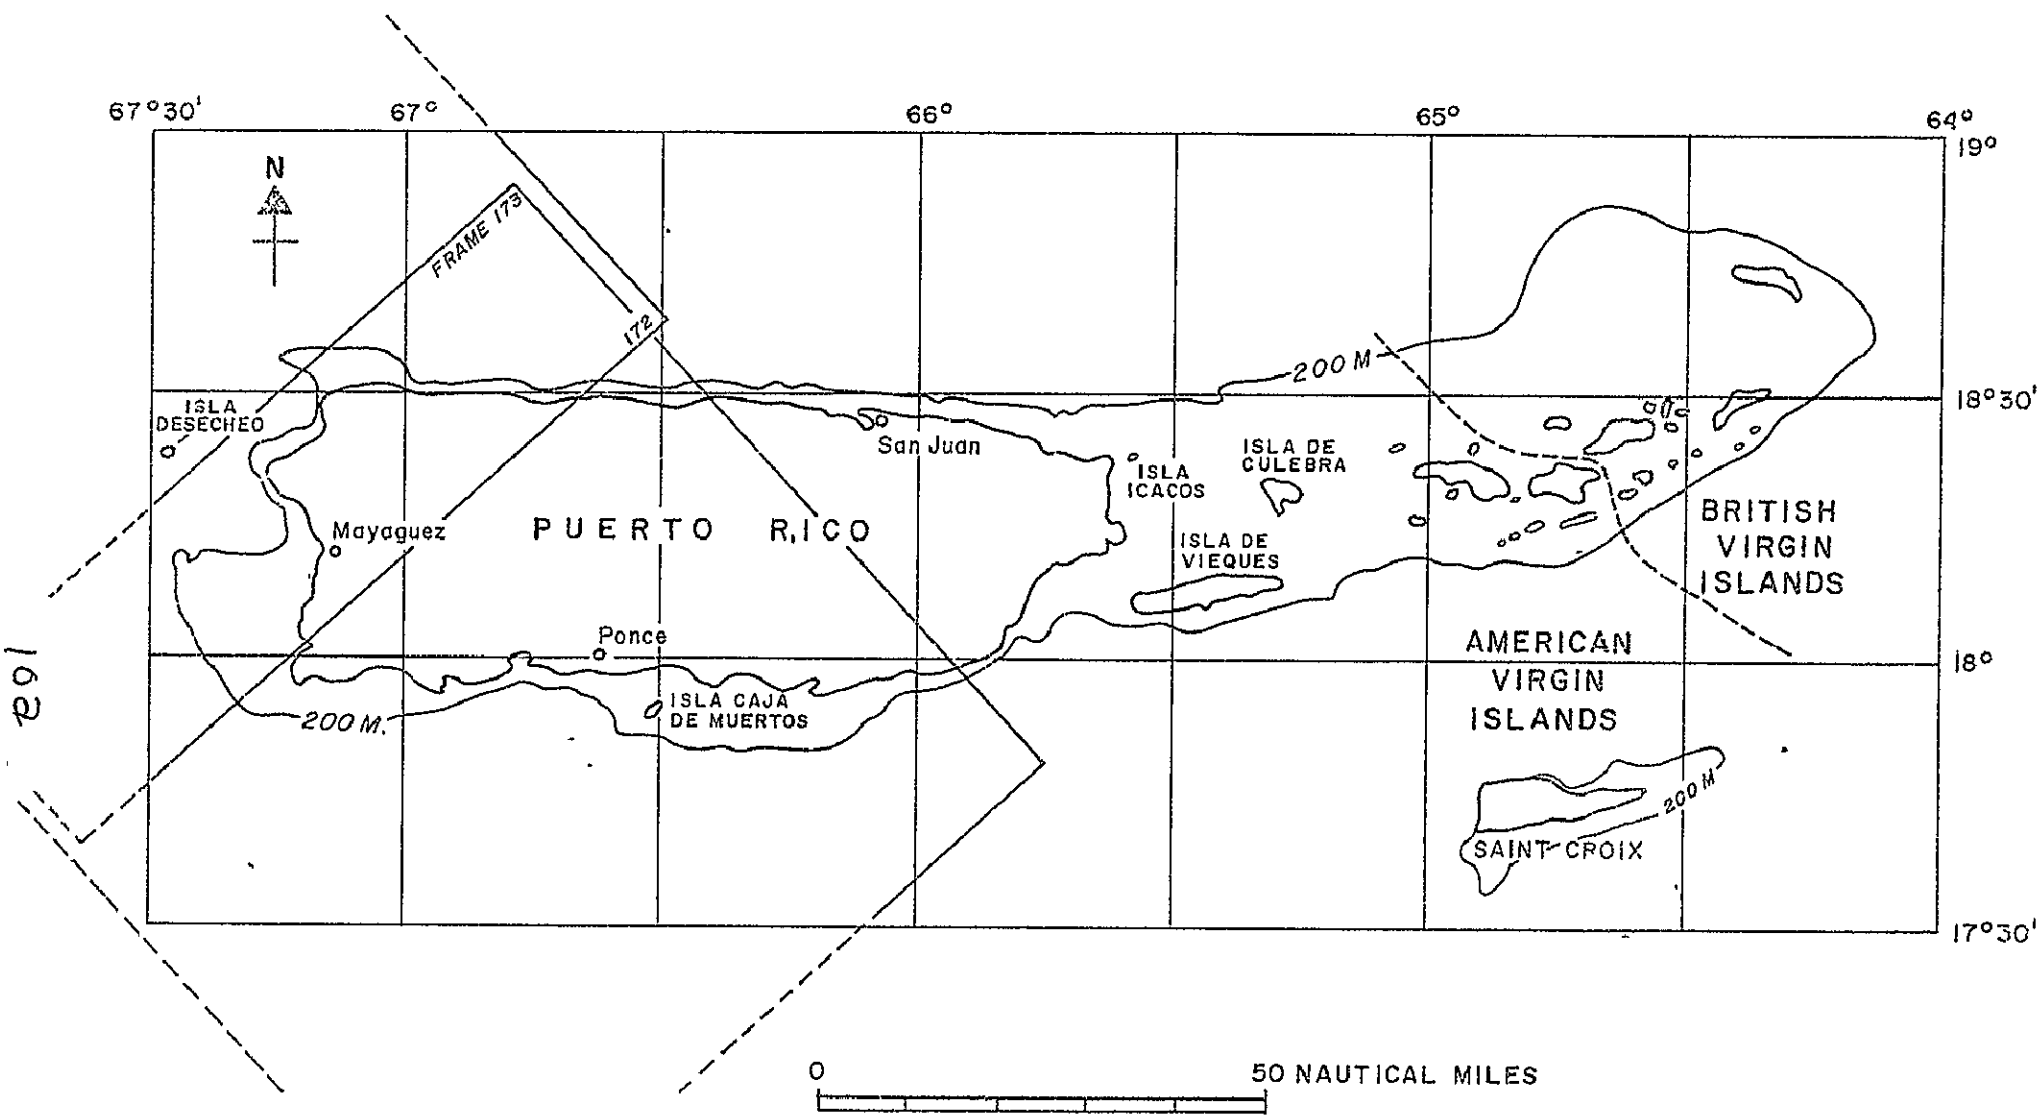 67°30'
67°
66°
65°
64°
19°
N
FRAME 173
172
200 M
18°30'
ISLA
DESECHEO
San Juan
ISLA
ICACOS
ISLA DE
CULEBRA
Mayaguez
PUERTO RICO
ISLA DE
VIEQUES
BRITISH
VIRGIN
ISLANDS
Ponce
AMERICAN
VIRGIN
ISLANDS
18°
162
200 M.
ISLA CAJA
DE MUERTOS
200 M
SAINT CROIX
17°30'
0
50 NAUTICAL MILES